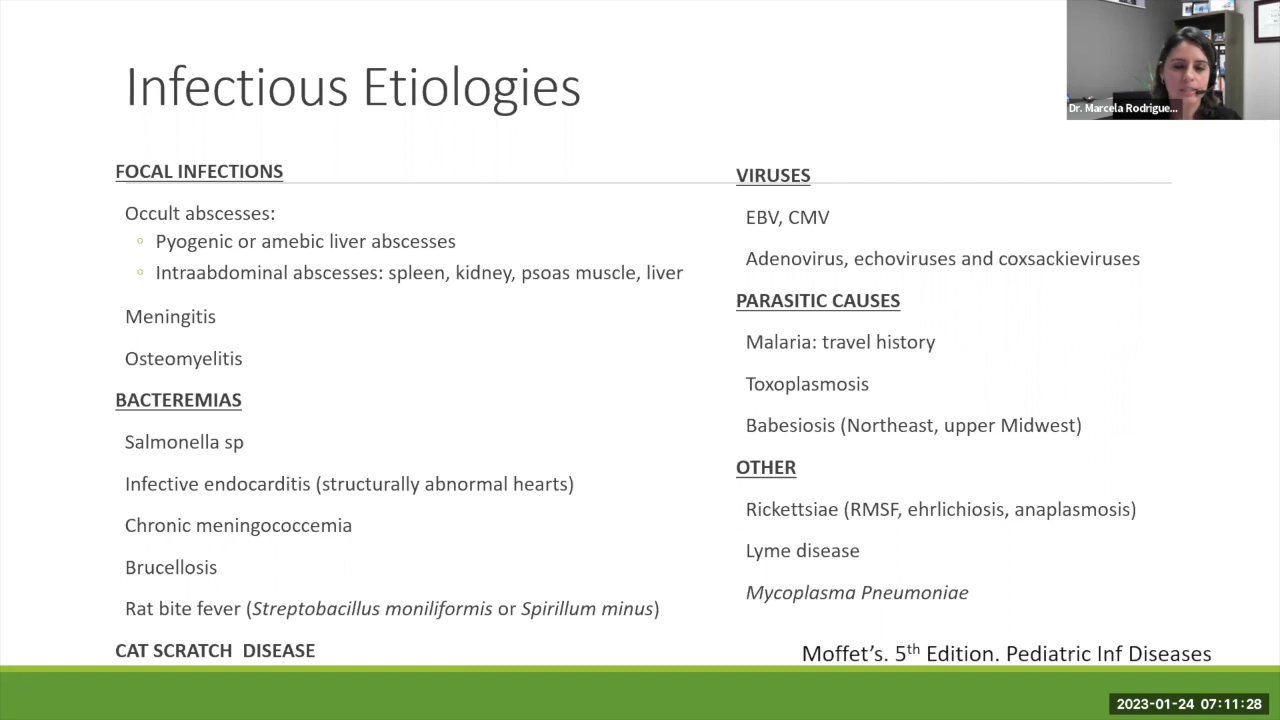 Infectious Etiologies
Dr. Marcela Rodrigue...
FOCAL INFECTIONS
Occult abscesses:
◦ Pyogenic or amebic liver abscesses
◦ Intraabdominal abscesses: spleen, kidney, psoas muscle, liver
Meningitis
Osteomyelitis
BACTEREMIAS
Salmonella sp
Infective endocarditis (structurally abnormal hearts)
Chronic meningococcemia
Brucellosis
Rat bite fever (Streptobacillus moniliformis or Spirillum minus)
CAT SCRATCH DISEASE
VIRUSES
EBV, CMV
Adenovirus, echoviruses and coxsackieviruses
PARASITIC CAUSES
Malaria: travel history
Toxoplasmosis
Babesiosis (Northeast, upper Midwest)
OTHER
Rickettsiae (RMSF, ehrlichiosis, anaplasmosis)
Lyme disease
Mycoplasma Pneumoniae
Moffet’s. 5th Edition. Pediatric Inf Diseases
2023-01-24 07:11:28